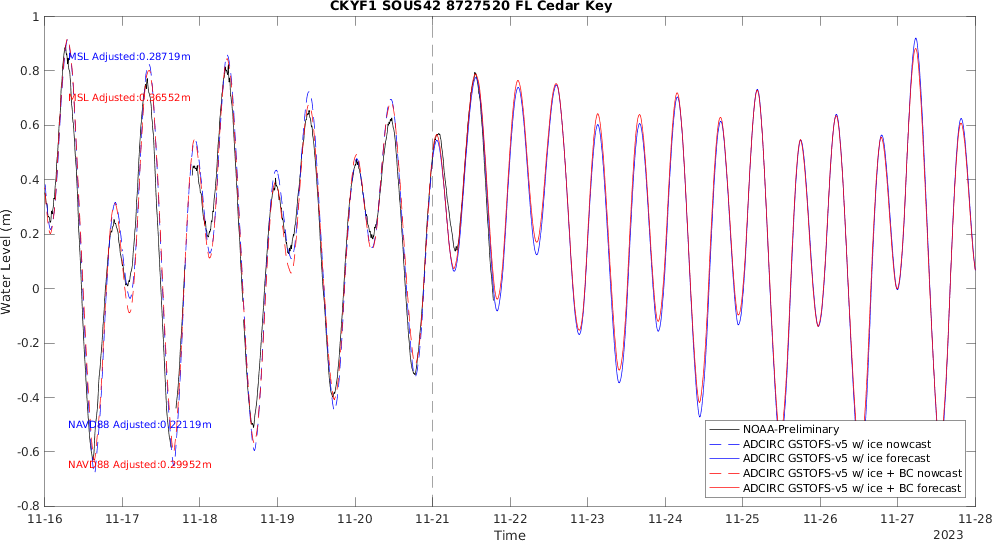 CKYF1 SOUS42 8727520 FL Cedar Key
MSL Adjusted:0.28719m
MSL Adjusted:0.36552m
NAVD88 Adjusted:0.22119m
NAVD88 Adjusted:0.29952m
Water Level (m)
1
0.8
0.6
0.4
0.2
0
-0.2
-0.4
-0.6
-0.8
NOAA-Preliminary
ADCIRC GSTOFS-v5 w/ ice nowcast
ADCIRC GSTOFS-v5 w/ ice forecast
ADCIRC GSTOFS-v5 w/ ice + BC nowcast
ADCIRC GSTOFS-v5 w/ ice + BC forecast
11-16 11-17 11-18 11-19 11-20 11-21 11-22 11-23 11-24 11-25 11-26 11-27 11-28
Time
2023